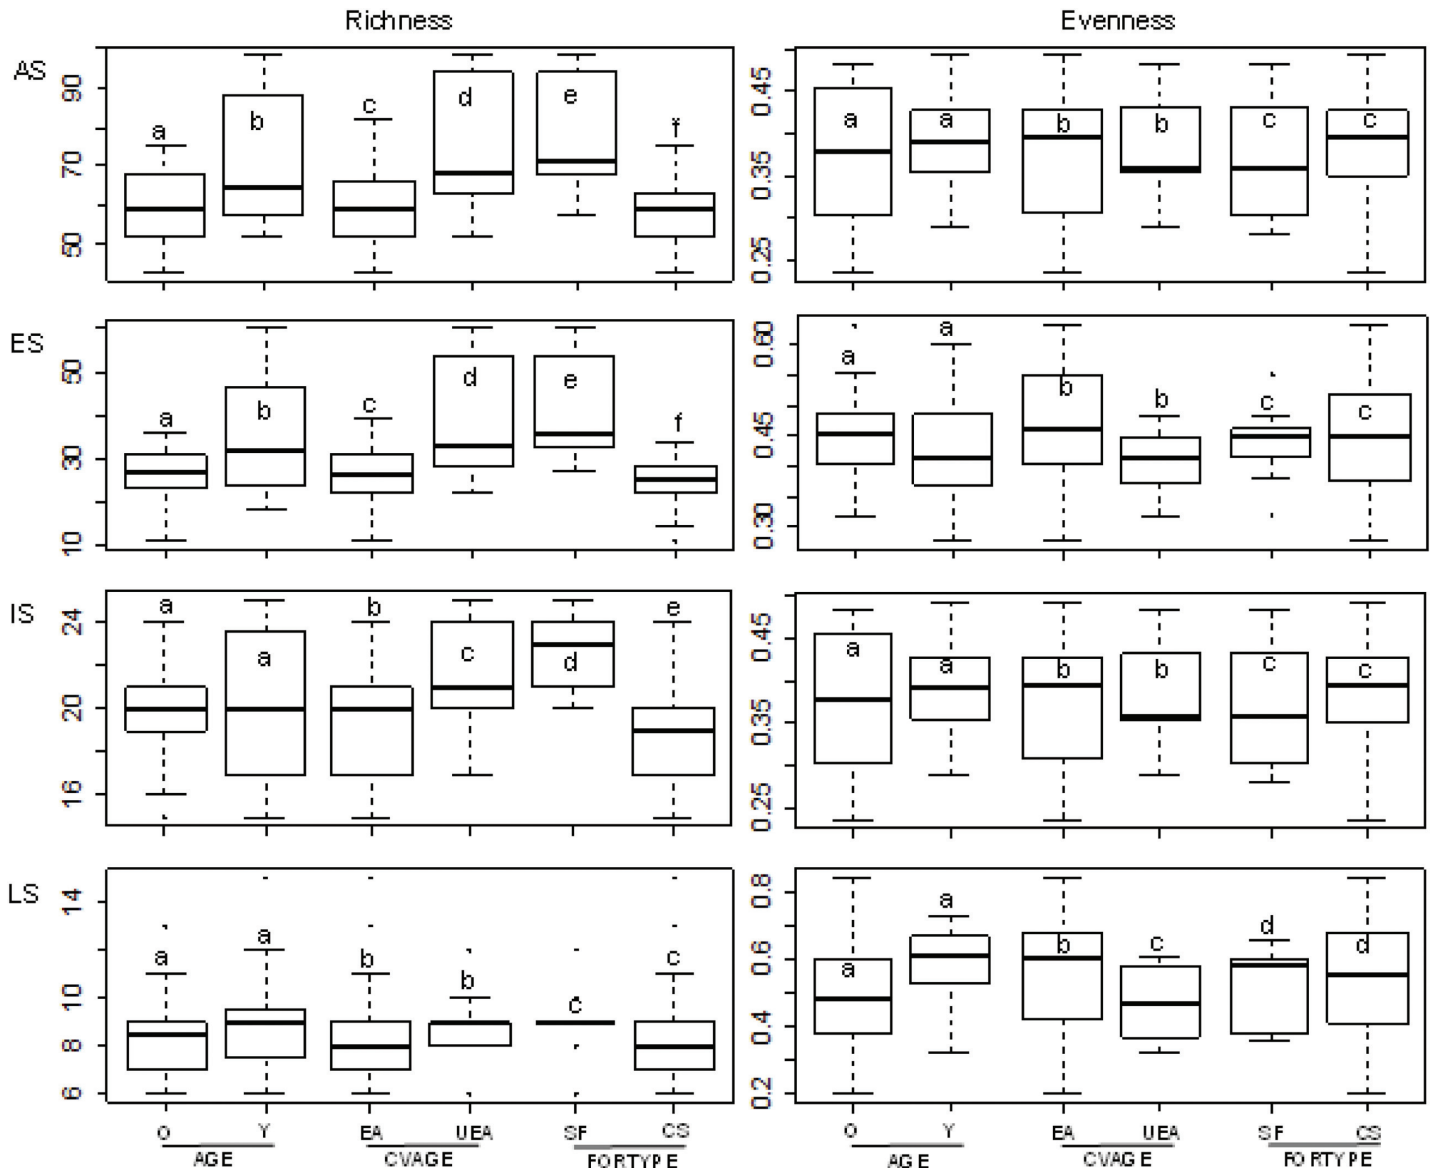 Richness Evenness
AS
90 70 50
a b c d e f
0.45 0.35 0.25
a a b b c c
ES
50 30 10
a b c d e f
0.60 0.45 0.30
a a b b c c
IS
24 20 16
a a b c d e
0.45 0.35 0.25
a a b b c c
LS
14 10 8 6
a a b b c c
0.8 0.6 0.4 0.2
a a b c d d
O Y EA UEA SF CS O Y EA UEA SF CS
AGE CVAGE FORTYPE AGE CVAGE FORTYPE